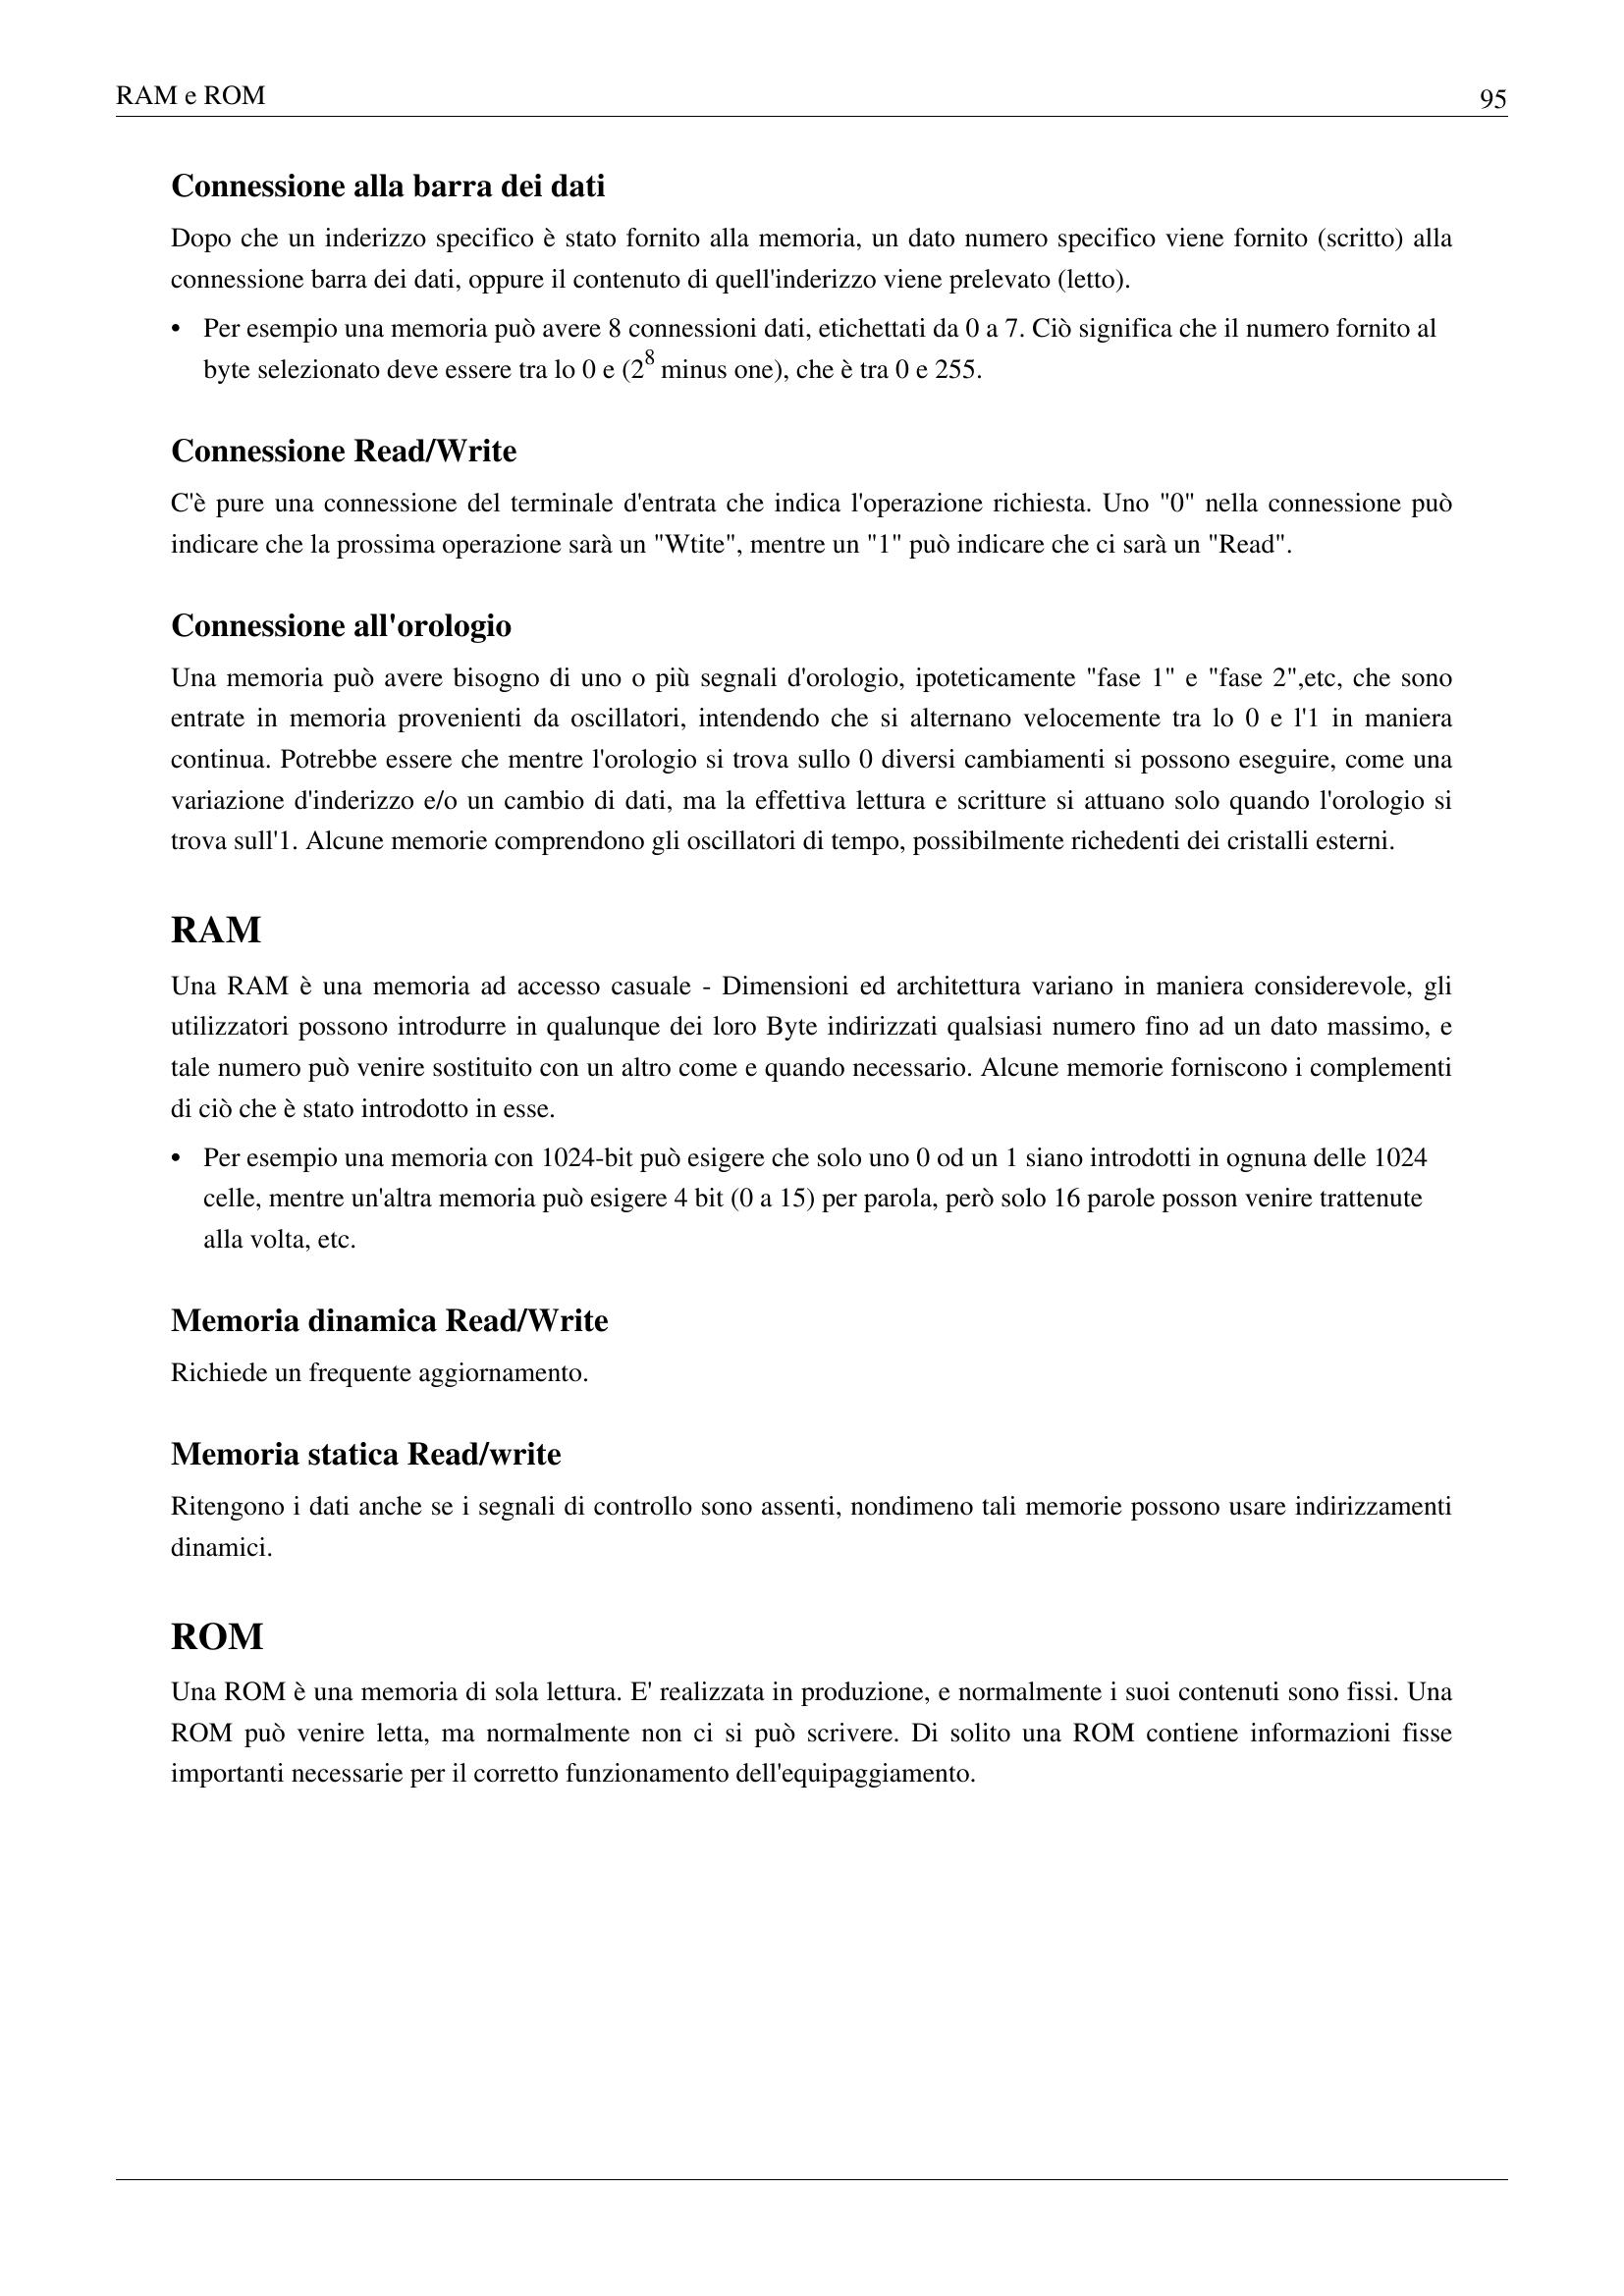 RAM e ROM
95
Connessione alla barra dei dati
Dopo che un inderizzo specifico è stato fornito alla memoria, un dato numero specifico viene fornito (scritto) alla
connessione barra dei dati, oppure il contenuto di quell'inderizzo viene prelevato (letto).
• Per esempio una memoria può avere 8 connessioni dati, etichettati da 0 a 7. Ciò significa che il numero fornito al
byte selezionato deve essere tra lo 0 e (2⁸ minus one), che è tra 0 e 255.
Connessione Read/Write
C'è pure una connessione del terminale d'entrata che indica l'operazione richiesta. Uno "0" nella connessione può
indicare che la prossima operazione sarà un "Wtite", mentre un "1" può indicare che ci sarà un "Read".
Connessione all'orologio
Una memoria può avere bisogno di uno o più segnali d'orologio, ipoteticamente "fase 1" e "fase 2",etc, che sono
entrate in memoria provenienti da oscillatori, intendendo che si alternano velocemente tra lo 0 e l'1 in maniera
continua. Potrebbe essere che mentre l'orologio si trova sullo 0 diversi cambiamenti si possono eseguire, come una
variazione d'inderizzo e/o un cambio di dati, ma la effettiva lettura e scritture si attuano solo quando l'orologio si
trova sull'1. Alcune memorie comprendono gli oscillatori di tempo, possibilmente richedenti dei cristalli esterni.
RAM
Una RAM è una memoria ad accesso casuale - Dimensioni ed architettura variano in maniera considerevole, gli
utilizzatori possono introdurre in qualunque dei loro Byte indirizzati qualsiasi numero fino ad un dato massimo, e
tale numero può venire sostituito con un altro come e quando necessario. Alcune memorie forniscono i complementi
di ciò che è stato introdotto in esse.
• Per esempio una memoria con 1024-bit può esigere che solo uno 0 od un 1 siano introdotti in ognuna delle 1024
celle, mentre un'altra memoria può esigere 4 bit (0 a 15) per parola, però solo 16 parole posson venire trattenute
alla volta, etc.
Memoria dinamica Read/Write
Richiede un frequente aggiornamento.
Memoria statica Read/write
Ritengono i dati anche se i segnali di controllo sono assenti, nondimeno tali memorie possono usare indirizzamenti
dinamici.
ROM
Una ROM è una memoria di sola lettura. E' realizzata in produzione, e normalmente i suoi contenuti sono fissi. Una
ROM può venire letta, ma normalmente non ci si può scrivere. Di solito una ROM contiene informazioni fisse
importanti necessarie per il corretto funzionamento dell'equipaggiamento.